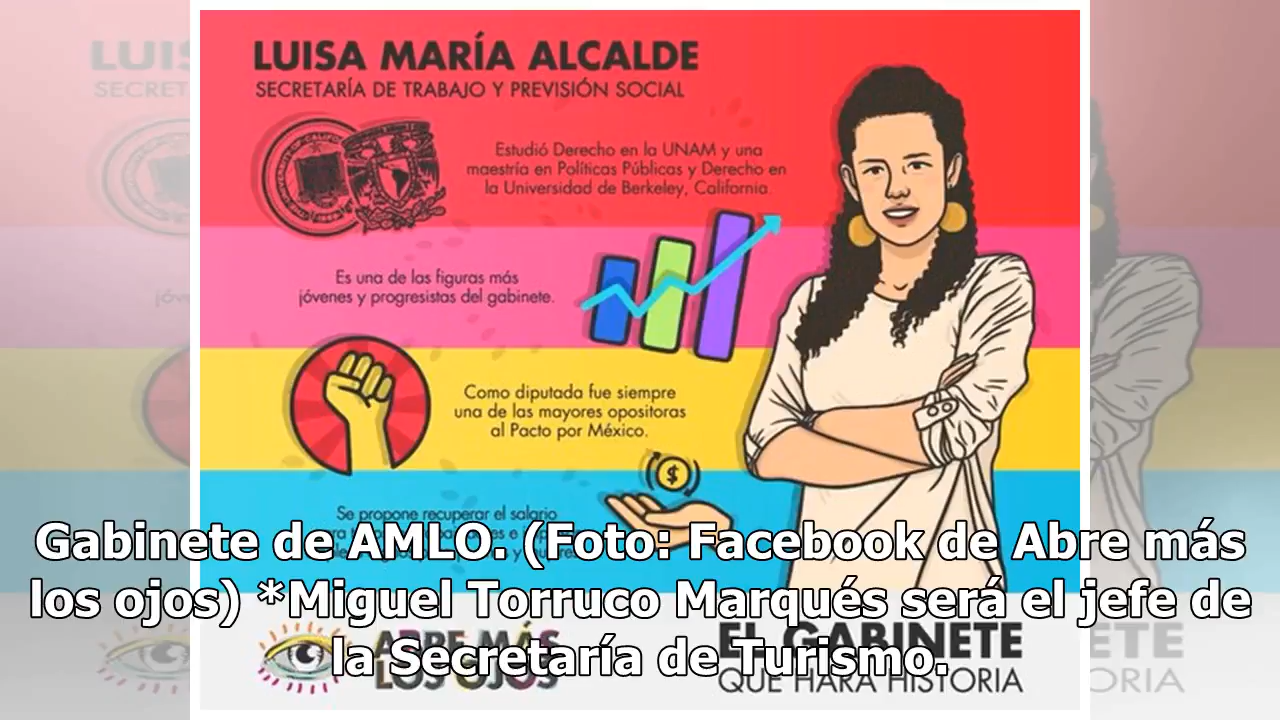 LUISA MARÍA ALCALDE
SECRETARÍA DE TRABAJO Y PREVISIÓN SOCIAL
Estudió Derecho en la UNAM y una
maestría en Políticas Públicas y Derecho en
la Universidad de Berkeley, California.
Es una de las figuras más
jóvenes y progresistas del gabinete.
Como diputada fue siempre
una de las mayores opositoras
al Pacto por México.
Se propone recuperar el salario
Gabinete de AMLO. (Foto: Facebook de Abre más
los ojos) *Miguel Torruco Marqués será el jefe de
la Secretaría de Turismo.
ABRE MÁS
LOS OJOS
EL GABINETE
QUE HARÁ HISTORIA